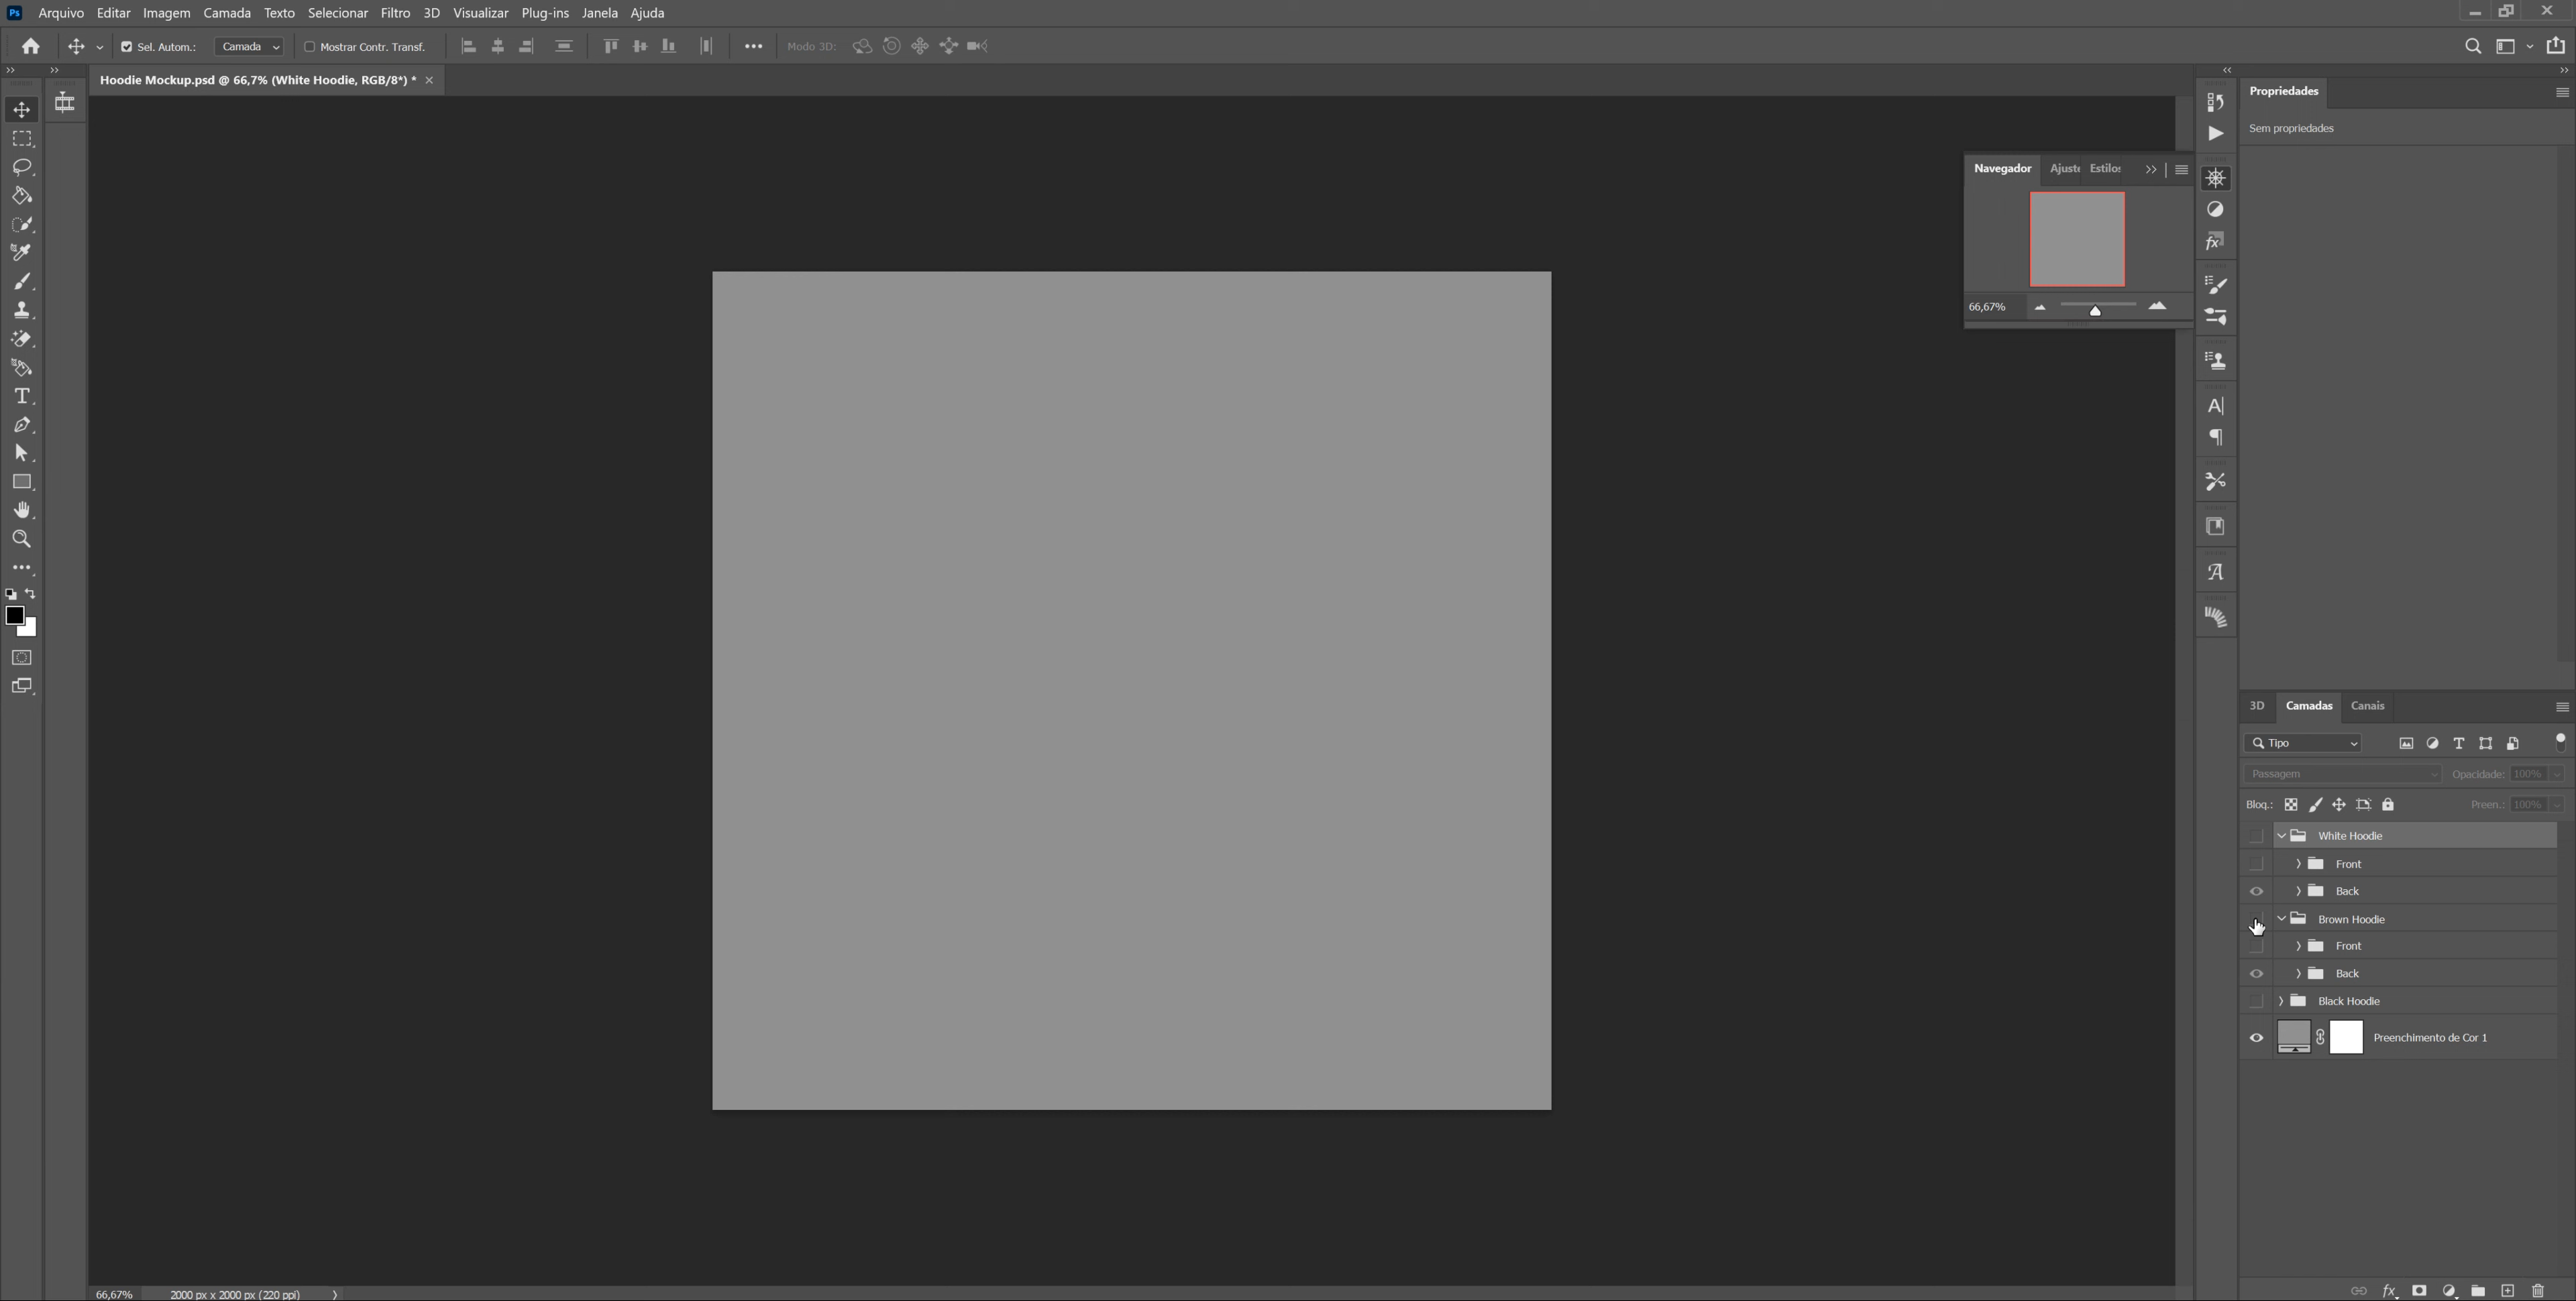 Ps Arquivo Editar Imagem Camada Texto Selecionar Filtro 3D Visualizar Plug-ins Janela Ajuda
Sel. Autom.: Camada Mostrar Contr. Transf. Modo 3D:
Hoodie Mockup.psd @ 66,7% (White Hoodie, RGB/8*) *
Propriedades
Sem propriedades
Navegador Ajuste Estilos
66,67%
3D Camadas Canais
Tipo
Passagem Opacidade: 100%
Bloq.: Preen.: 100%
White Hoodie
Front
Back
Brown Hoodie
Front
Back
Black Hoodie
Preenchimento de Cor 1
66,67% 2000 px x 2000 px (220 ppi)